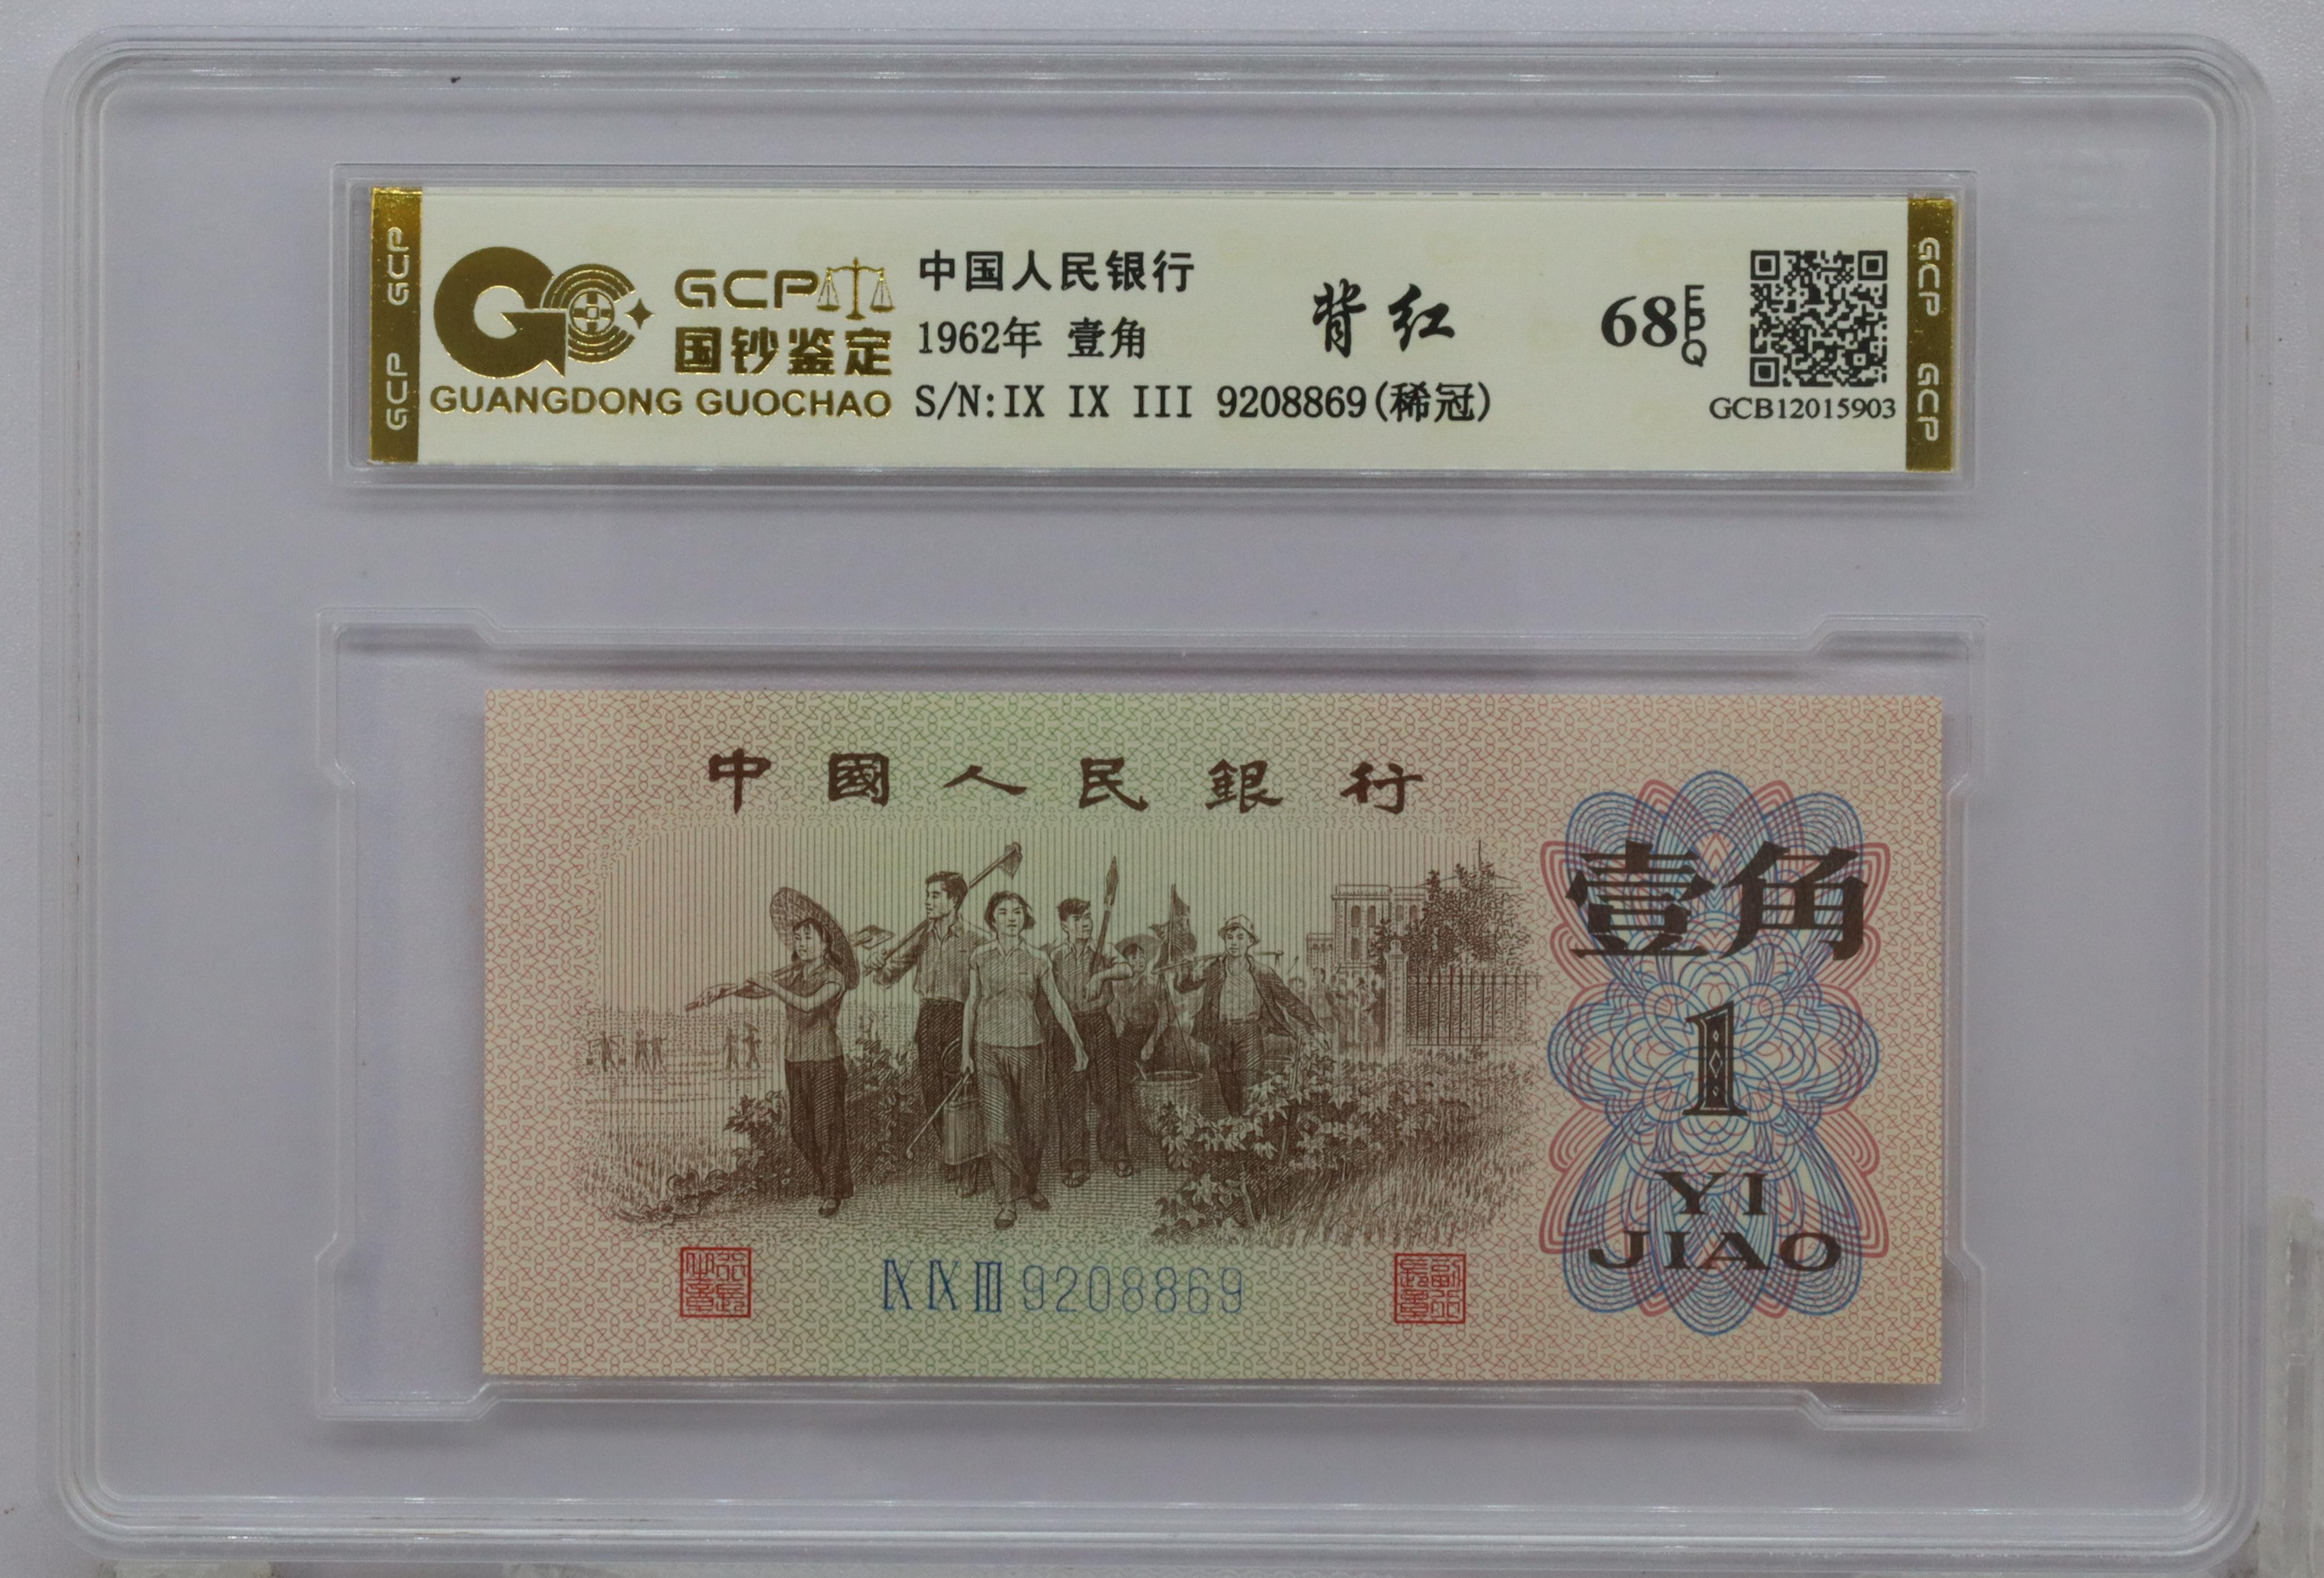 GCP GCP
GCP
国钞鉴定
GUANGDONG GUOCHAO
中国人民银行
1962年 壹角
S/N:IX IX III 9208869(稀冠)
背红
68 EPQ
GCB12015903
GCP GCP
中國人民銀行
壹角
1
YI
JIAO
IX IX III 9208869